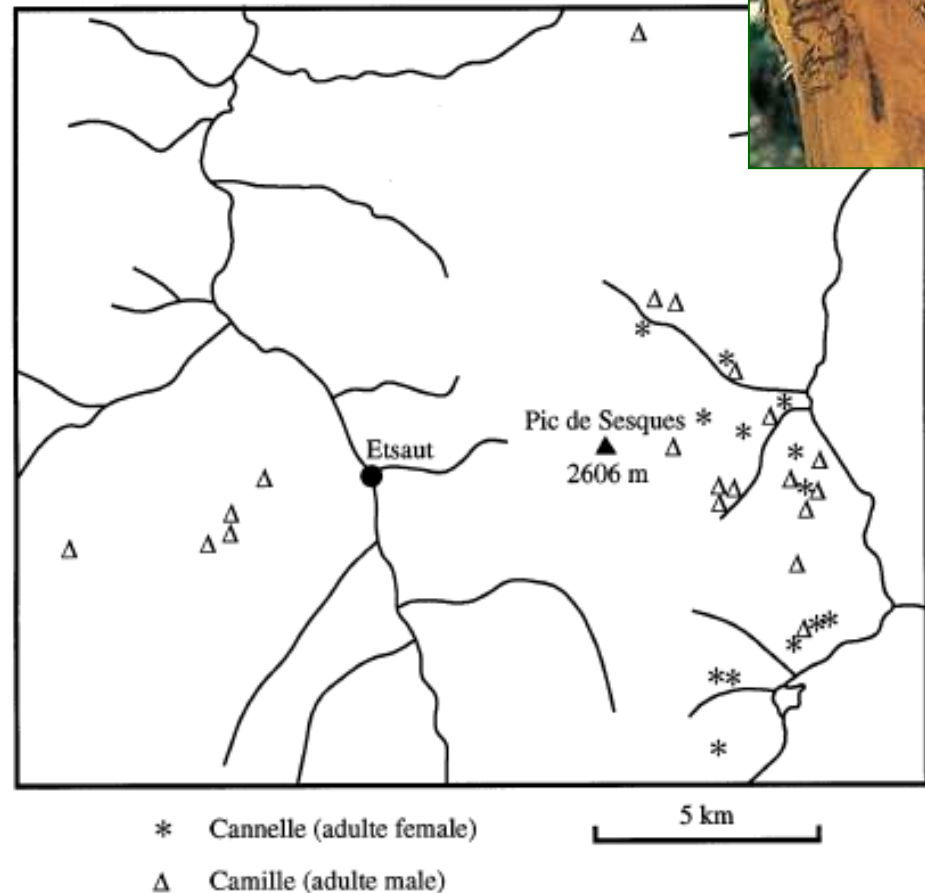 Pic de Sesques
Etsaut
2606 m
5 km
* Cannelle (adulte female)
Δ Camille (adulte male)